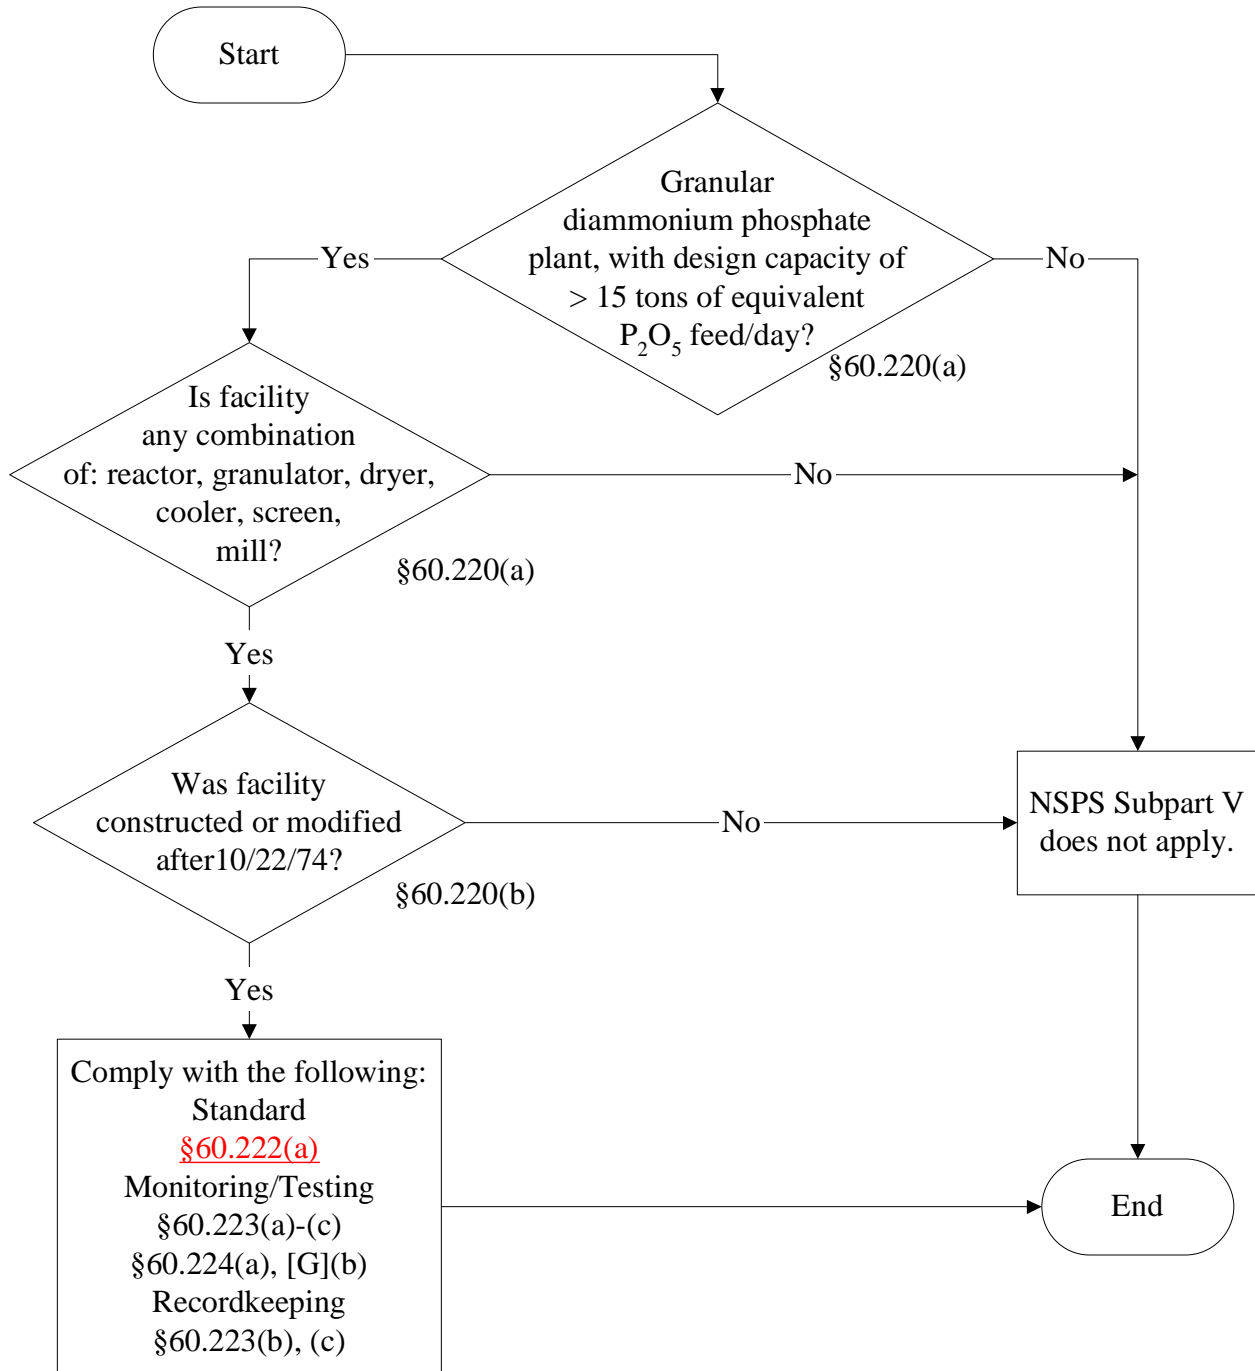 Start
Granular
diammonium phosphate
plant, with design capacity of
> 15 tons of equivalent
P₂O₅ feed/day?
§60.220(a)
Yes
No
Is facility
any combination
of: reactor, granulator, dryer,
cooler, screen,
mill?
§60.220(a)
No
Yes
Was facility
constructed or modified
after10/22/74?
§60.220(b)
No
NSPS Subpart V
does not apply.
Yes
Comply with the following:
Standard
§60.222(a)
Monitoring/Testing
§60.223(a)-(c)
§60.224(a), [G](b)
Recordkeeping
§60.223(b), (c)
End